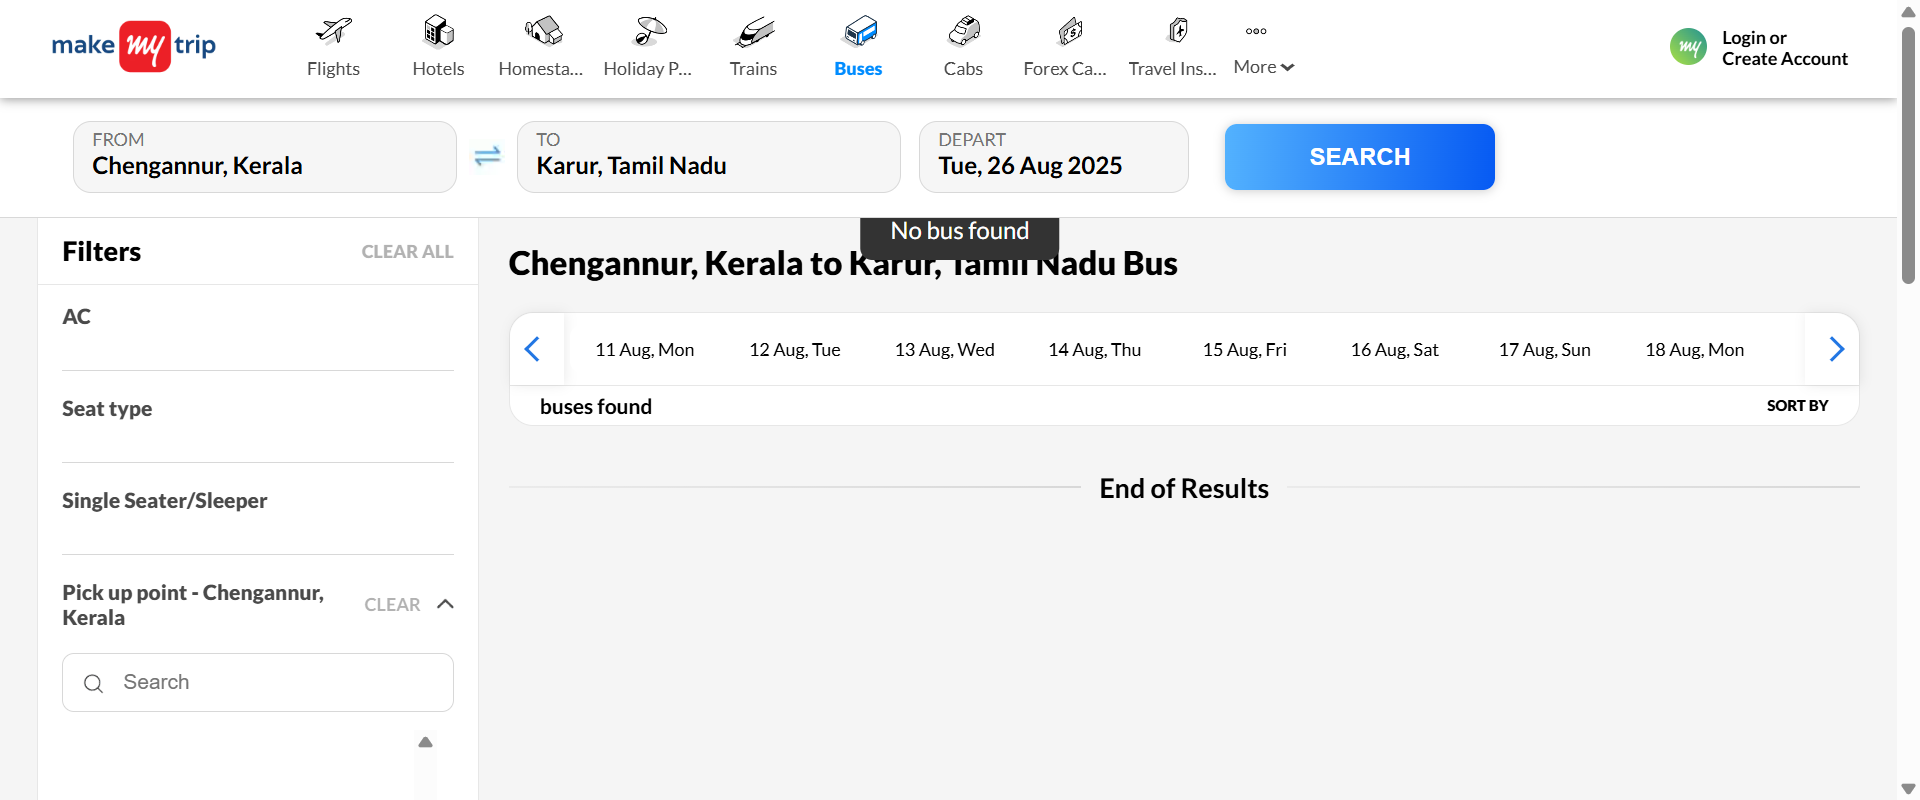 make my trip
Flights
Hotels
Homesta...
Holiday P...
Trains
Buses
Cabs
Forex Ca...
Travel Ins...
More
my
Login or
Create Account
FROM
Chengannur, Kerala
TO
Karur, Tamil Nadu
DEPART
Tue, 26 Aug 2025
SEARCH
Filters
CLEAR ALL
AC
Seat type
Single Seater/Sleeper
Pick up point - Chengannur,
Kerala
CLEAR
Search
No bus found
Chengannur, Kerala to Karur, Tamil Nadu Bus
11 Aug, Mon
12 Aug, Tue
13 Aug, Wed
14 Aug, Thu
15 Aug, Fri
16 Aug, Sat
17 Aug, Sun
18 Aug, Mon
buses found
SORT BY
End of Results